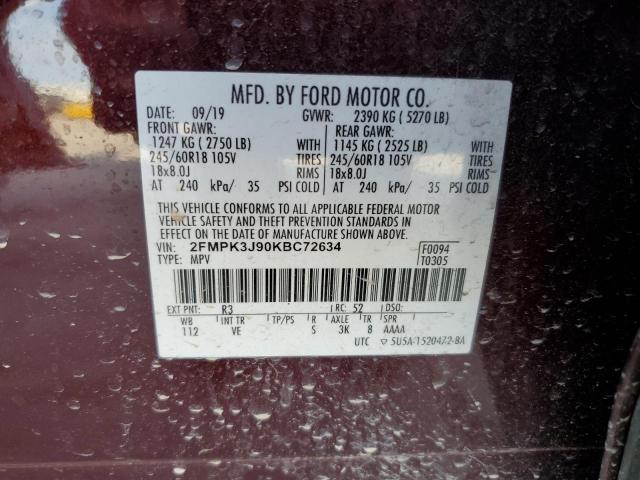 MFD. BY FORD MOTOR CO.
DATE: 09/19 GVWR: 2390 KG ( 5270 LB)
FRONT GAWR: REAR GAWR:
1247 KG ( 2750 LB) WITH 1145 KG ( 2525 LB) WITH
245/60R18 105V TIRES 245/60R18 105V TIRES
18x8.0J RIMS 18x8.0J RIMS
AT 240 kPa/ 35 PSI COLD AT 240 kPa/ 35 PSI COLD
THIS VEHICLE CONFORMS TO ALL APPLICABLE FEDERAL MOTOR
VEHICLE SAFETY AND THEFT PREVENTION STANDARDS IN
EFFECT ON THE DATE OF MANUFACTURE SHOWN ABOVE.
VIN: 2FMPK3J90KBC72634 F0094
TYPE: MPV T0305
EXT PNT: R3 RC: 52 DSO:
WB INT TR TP/PS R AXLE TR SPR
112 VE S 3K 8 AAAA
UTC ▽ 5U5A-1520472-BA